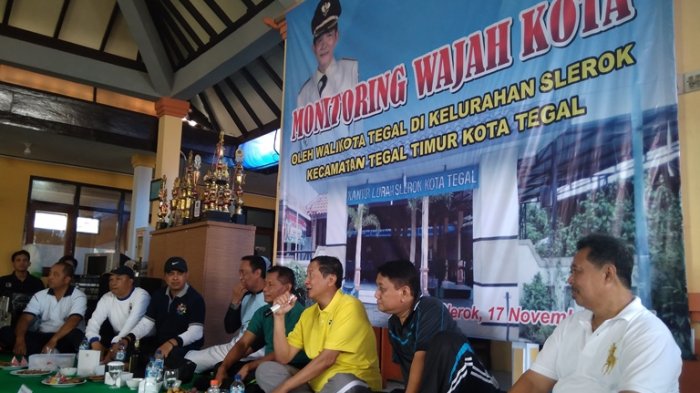 MONITORING WAJAH KOTA
OLEH WALIKOTA TEGAL DI KELURAHAN SLEROK
KECAMATAN TEGAL TIMUR KOTA TEGAL
KANTOR LURAH SLEROK KOTA TEGAL
Slerok, 17 Novem